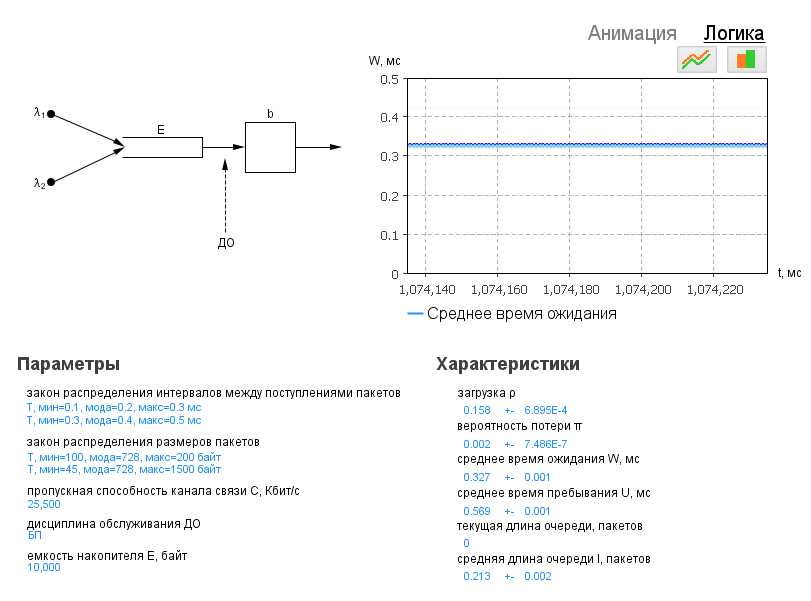 Анимация Логика
W, мс
0.5
0.4
0.3
0.2
0.1
0
1,074,140 1,074,160 1,074,180 1,074,200 1,074,220
t, мс
Среднее время ожидания
λ1
λ2
E
b
ДО
Параметры
закон распределения интервалов между поступлениями пакетов
Т, мин=0.1, мода=0.2, макс=0.3 мс
Т, мин=0.3, мода=0.4, макс=0.5 мс
закон распределения размеров пакетов
Т, мин=100, мода=728, макс=200 байт
Т, мин=45, мода=728, макс=1500 байт
пропускная способность канала связи С, Кбит/с
25,500
дисциплина обслуживания ДО
БП
емкость накопителя Е, байт
10,000
Характеристики
загрузка ρ
0.158 +- 6.895E-4
вероятность потери π
0.002 +- 7.486E-7
среднее время ожидания W, мс
0.327 +- 0.001
среднее время пребывания U, мс
0.569 +- 0.001
текущая длина очереди, пакетов
0
средняя длина очереди l, пакетов
0.213 +- 0.002